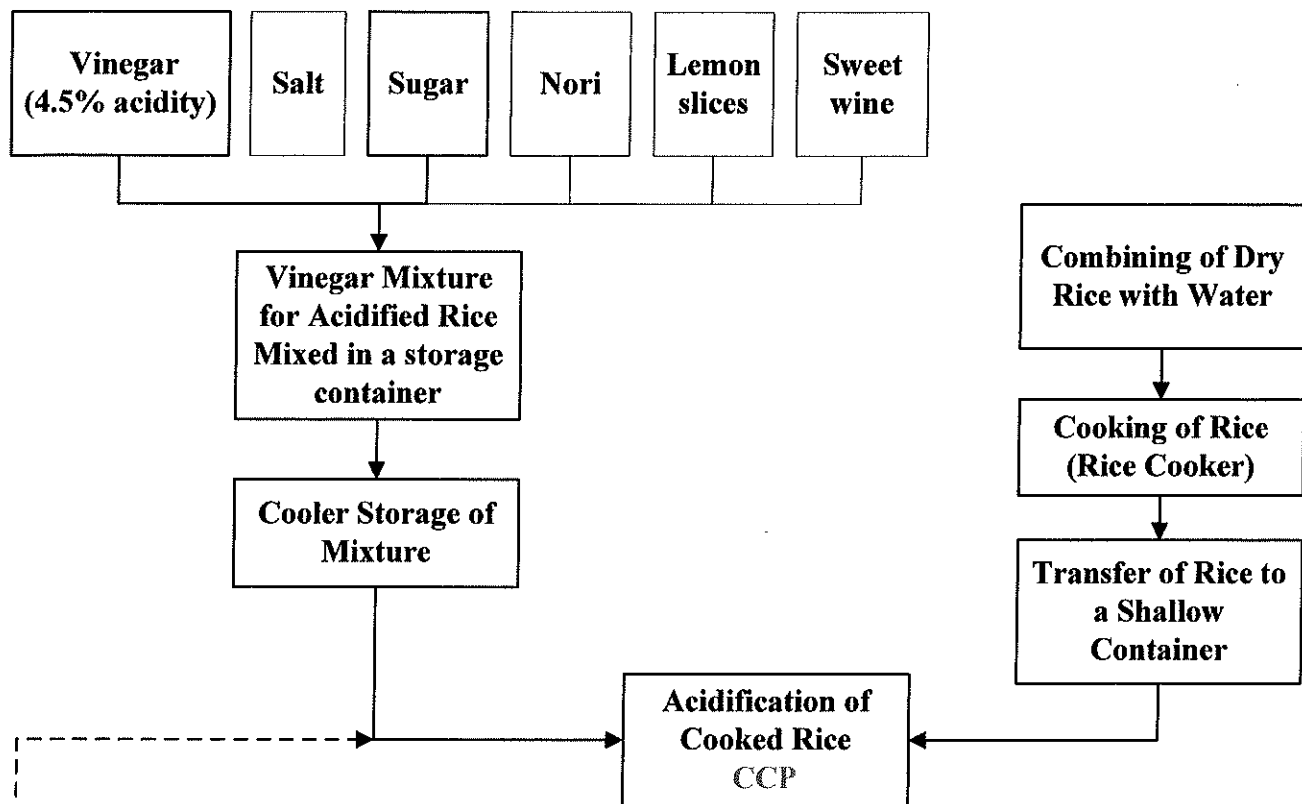 Vinegar
(4.5% acidity)
Salt
Sugar
Nori
Lemon
slices
Sweet
wine
Vinegar Mixture
for Acidified Rice
Mixed in a storage
container
Combining of Dry
Rice with Water
Cooking of Rice
(Rice Cooker)
Cooler Storage of
Mixture
Transfer of Rice to
a Shallow
Container
Acidification of
Cooked Rice
CCP